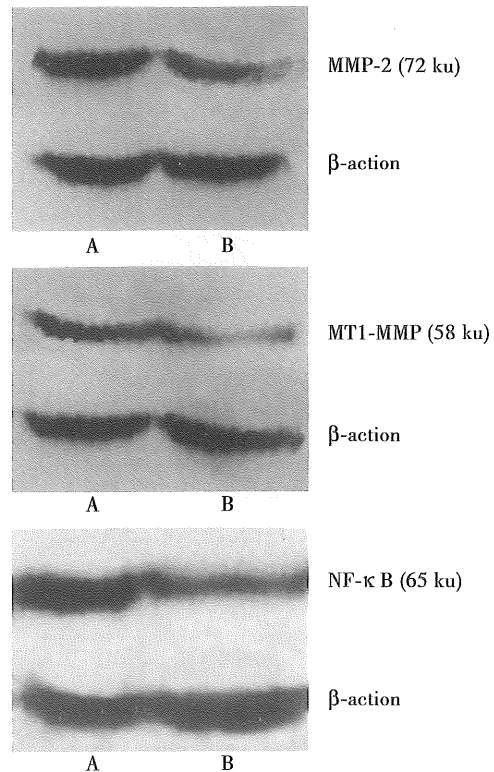 MMP-2 (72 ku)
β-action
A B
MT1-MMP (58 ku)
β-action
A B
NF-κ B (65 ku)
β-action
A B